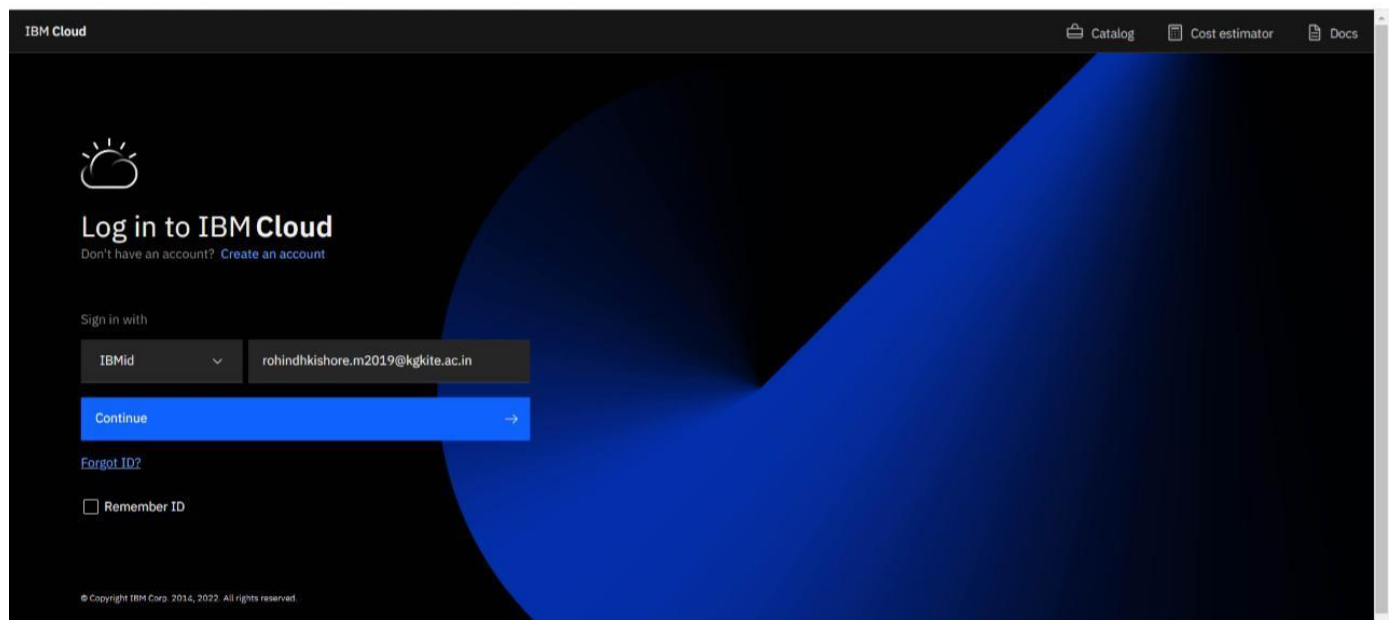 IBM Cloud Catalog Cost estimator Docs
Log in to IBM Cloud
Don't have an account? Create an account
Sign in with
IBMid rohindhkishore.m2019@kgkite.ac.in
Continue
Forgot ID?
Remember ID
© Copyright IBM Corp. 2014, 2022. All rights reserved.